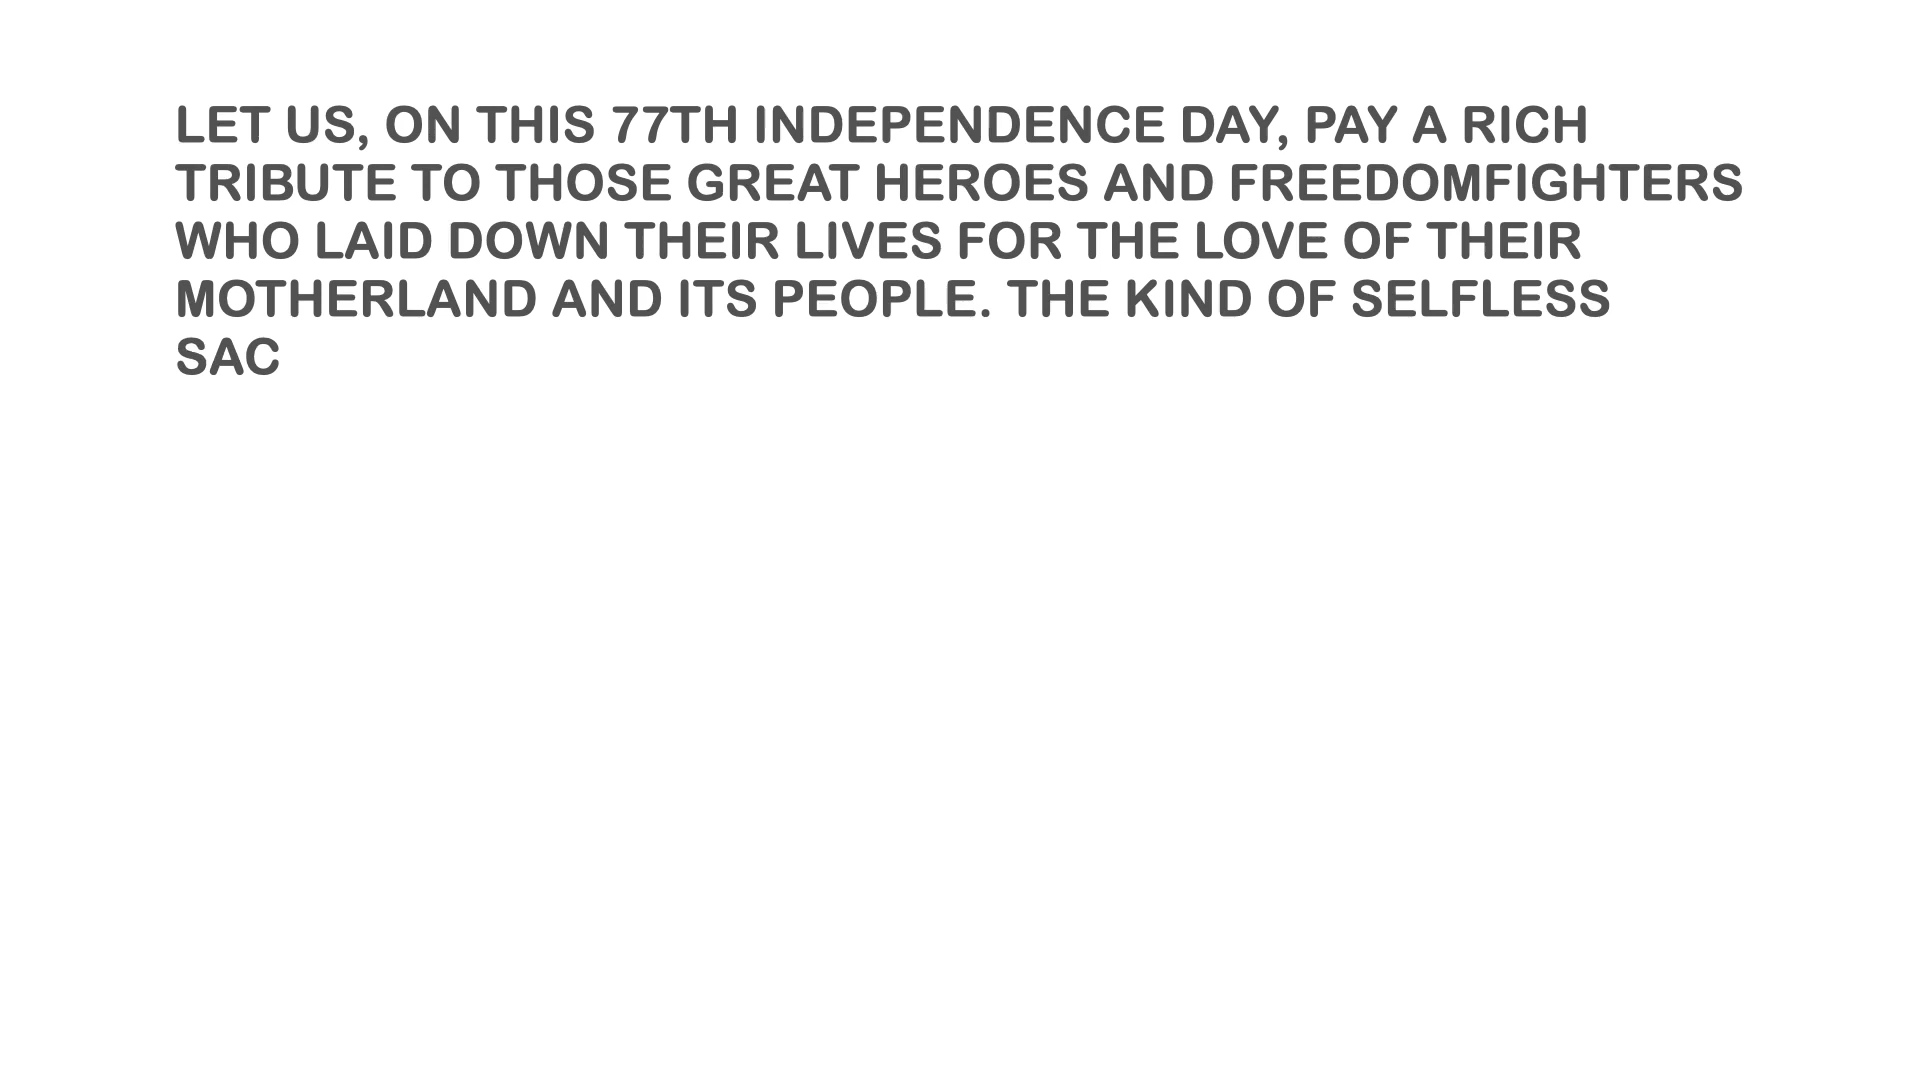 LET US, ON THIS 77TH INDEPENDENCE DAY, PAY A RICH
TRIBUTE TO THOSE GREAT HEROES AND FREEDOMFIGHTERS
WHO LAID DOWN THEIR LIVES FOR THE LOVE OF THEIR
MOTHERLAND AND ITS PEOPLE. THE KIND OF SELFLESS
SAC